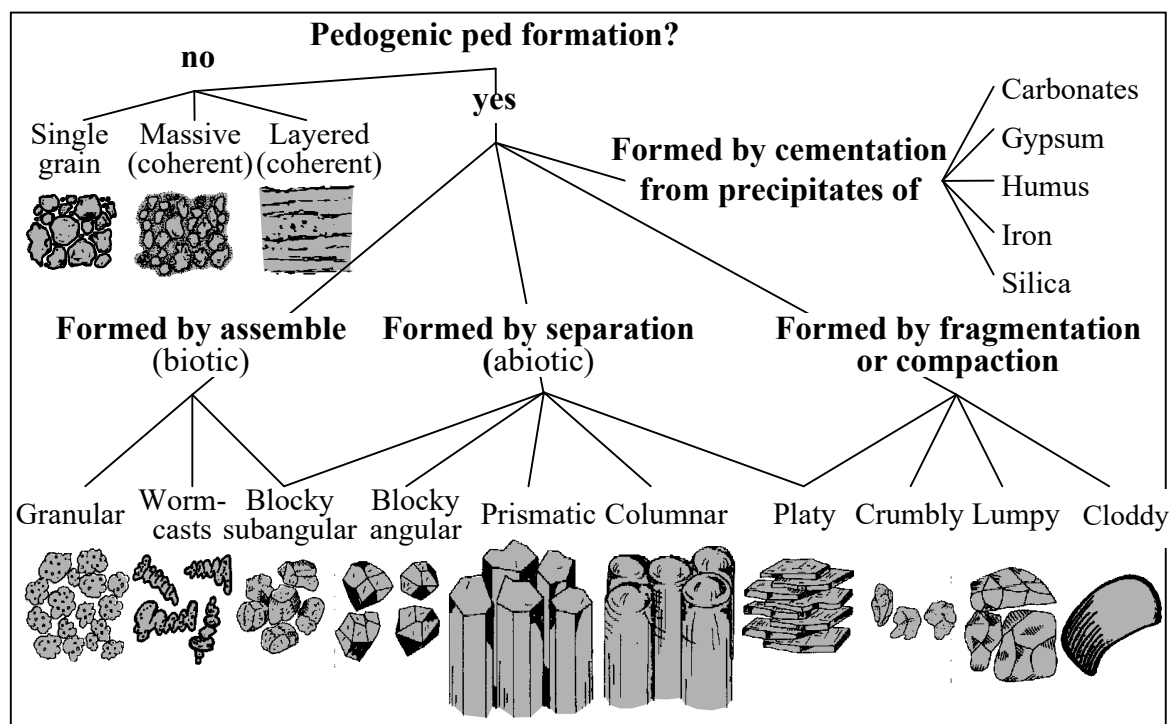 Pedogenic ped formation?
no
yes
Single
grain
Massive
(coherent)
Layered
(coherent)
Formed by cementation
from precipitates of
Carbonates
Gypsum
Humus
Iron
Silica
Formed by assemble
(biotic)
Formed by separation
(abiotic)
Formed by fragmentation
or compaction
Granular
Worm-
casts
Blocky
subangular
Blocky
angular
Prismatic
Columnar
Platy
Crumbly
Lumpy
Cloddy